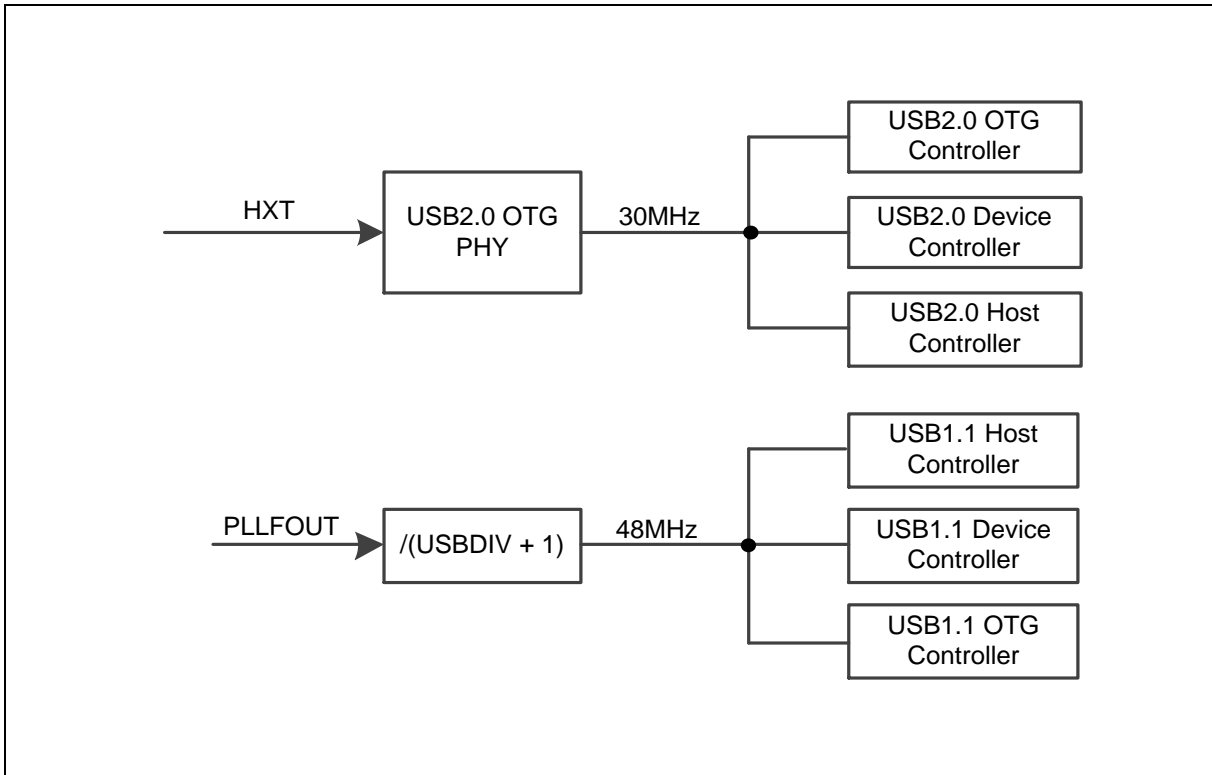 HXT
USB2.0 OTG
PHY
30MHz
USB2.0 OTG
Controller
USB2.0 Device
Controller
USB2.0 Host
Controller
PLLFOUT
/(USBDIV + 1)
48MHz
USB1.1 Host
Controller
USB1.1 Device
Controller
USB1.1 OTG
Controller